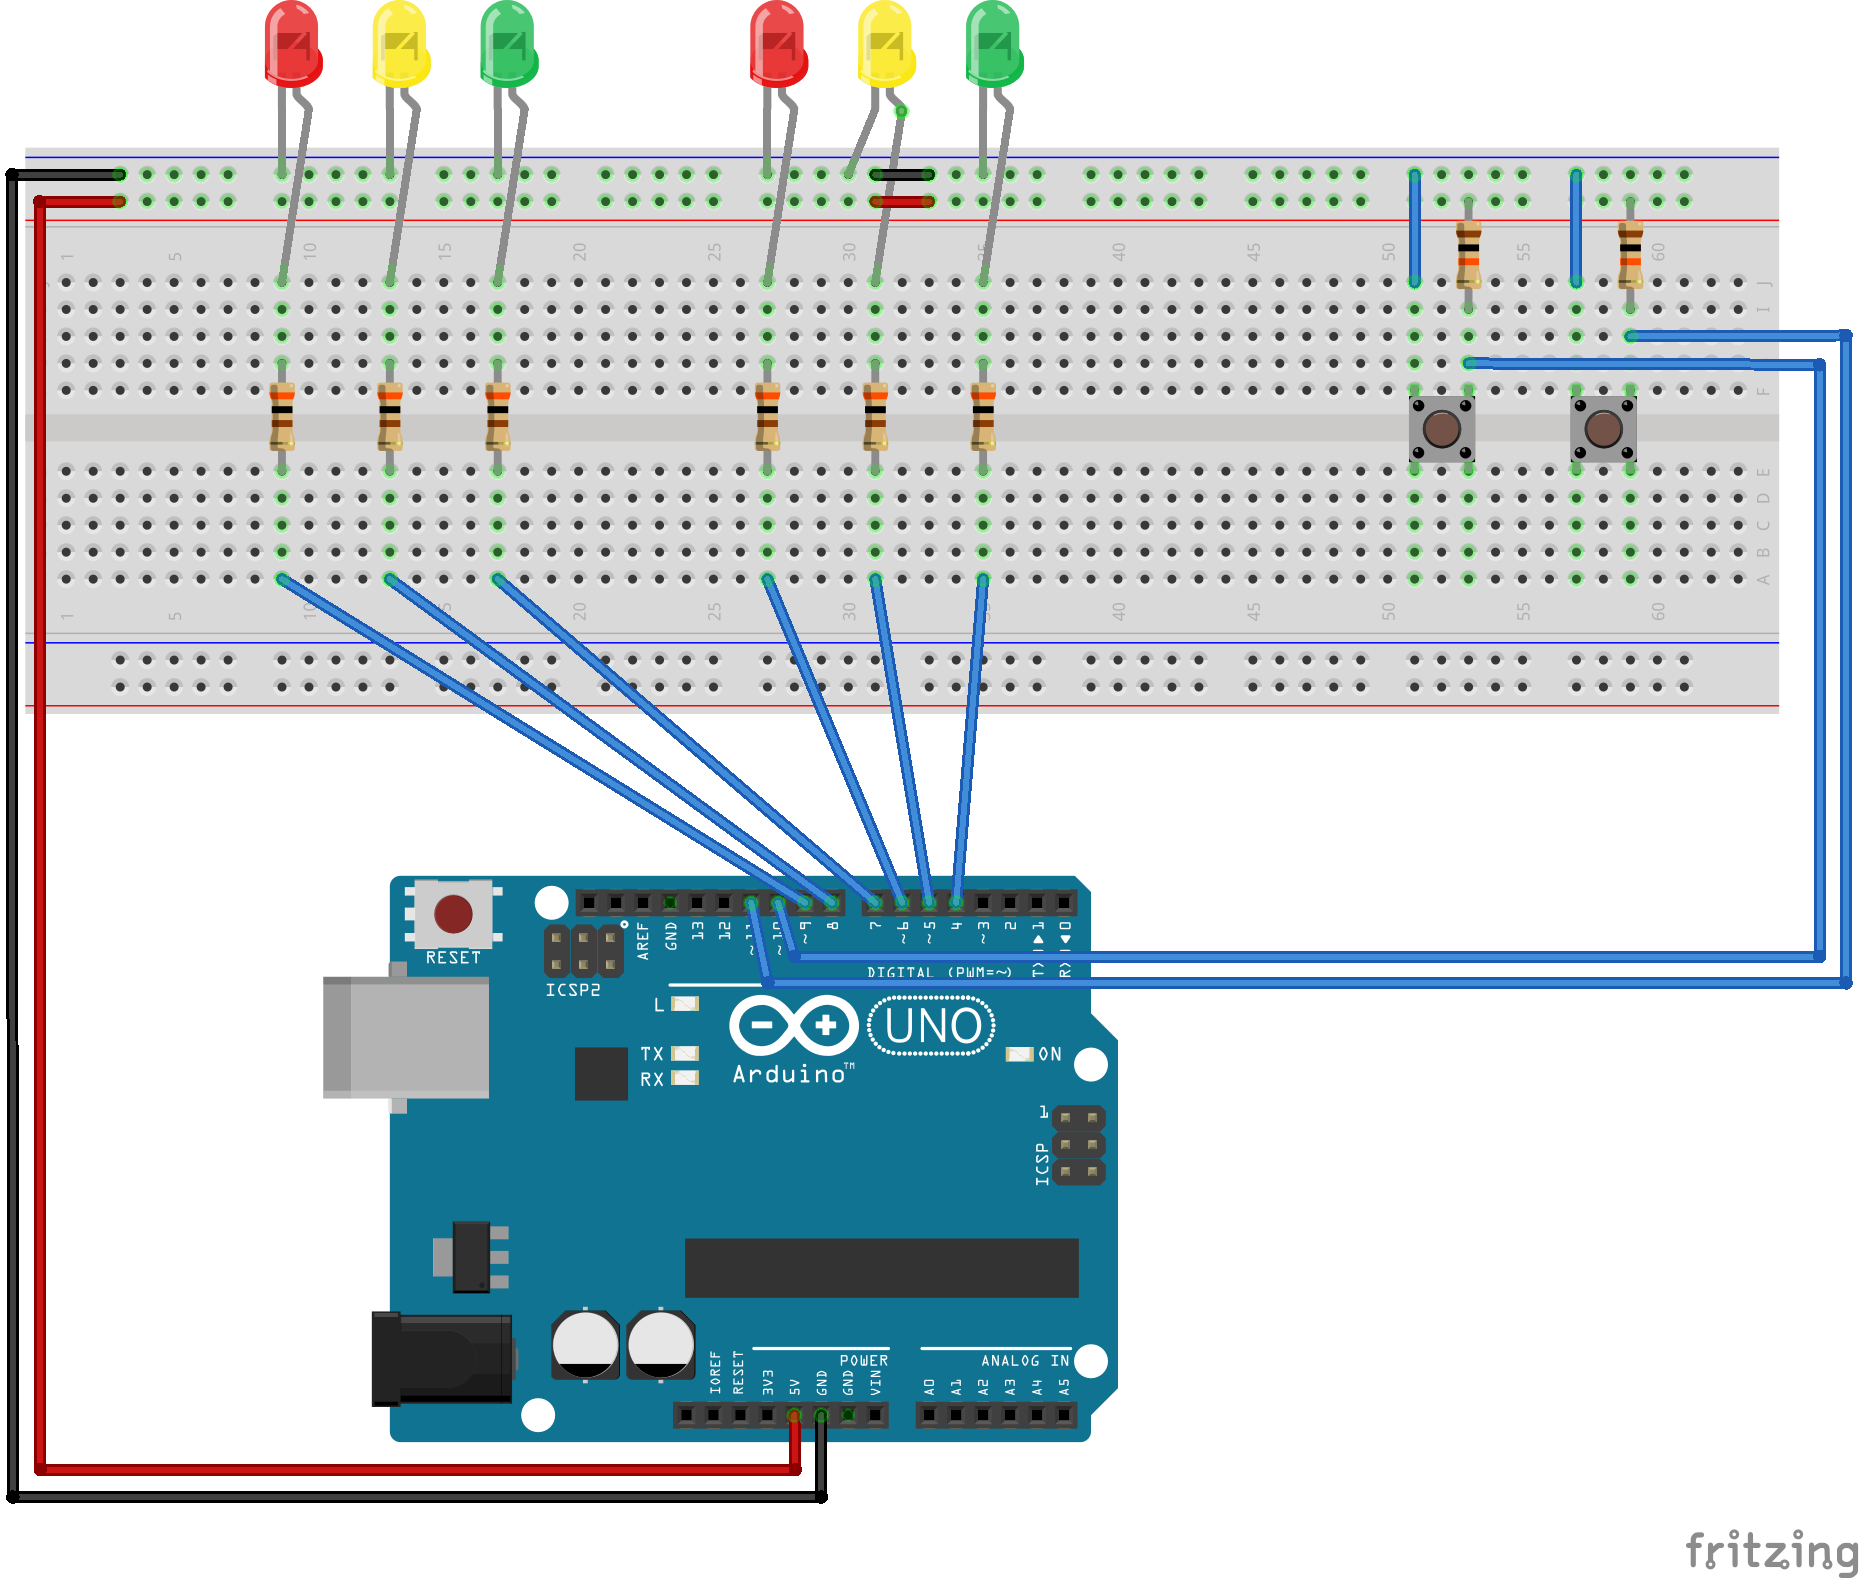 1 5 10 15 20 25 30 35 40 45 50 55 60
J
I
F
E
D
C
B
A
1 5 10 15 20 25 30 35 40 45 50 55 60
RESET
AREF GND 13 12 ~11 ~10 ~9 8 7 ~6 ~5 4 ~3 2 1 0
DIGITAL (PWM=~)
ICSP2
L
UNO
TX
ON
RX
Arduino™
1
ICSP
POWER
ANALOG IN
IOREF RESET 3V3 5V GND GND VIN A0 A1 A2 A3 A4 A5
fritzing